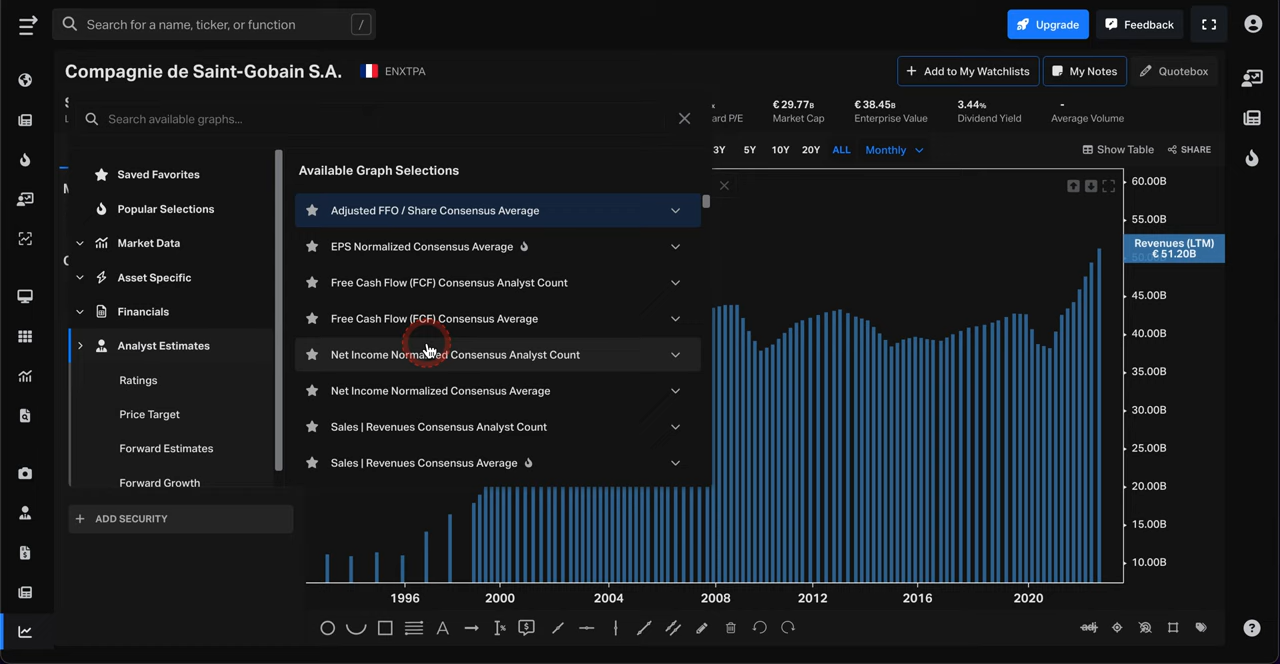 Search for a name, ticker, or function
/
Upgrade
Feedback
Compagnie de Saint-Gobain S.A.
ENXTPA
+ Add to My Watchlists
My Notes
Quotebox
€29.77B
Market Cap
€38.45B
Enterprise Value
3.44%
Dividend Yield
-
Average Volume
ard P/E
Search available graphs...
3Y
5Y
10Y
20Y
ALL
Monthly
Show Table
SHARE
Saved Favorites
Popular Selections
Market Data
Asset Specific
Financials
Analyst Estimates
Ratings
Price Target
Forward Estimates
Forward Growth
Available Graph Selections
Adjusted FFO / Share Consensus Average
EPS Normalized Consensus Average
Free Cash Flow (FCF) Consensus Analyst Count
Free Cash Flow (FCF) Consensus Average
Net Income Normalized Consensus Analyst Count
Net Income Normalized Consensus Average
Sales | Revenues Consensus Analyst Count
Sales | Revenues Consensus Average
+ ADD SECURITY
60.00B
55.00B
Revenues (LTM)
€ 51.20B
45.00B
40.00B
35.00B
30.00B
25.00B
20.00B
15.00B
10.00B
1996
2000
2004
2008
2012
2016
2020
A
adj